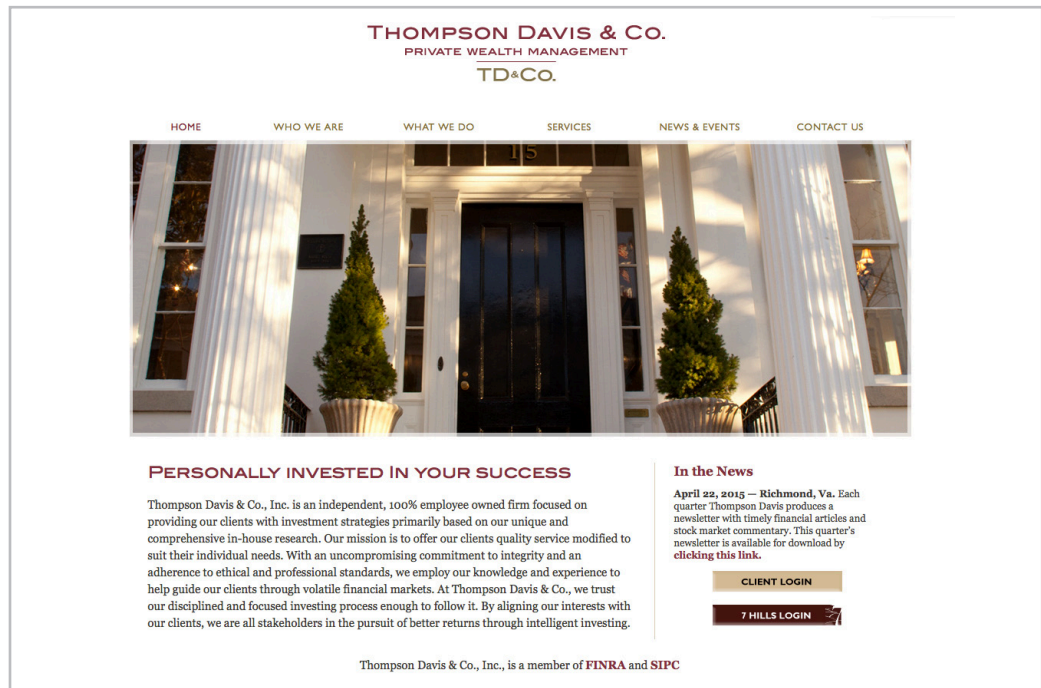 THOMPSON DAVIS & CO.
PRIVATE WEALTH MANAGEMENT
TD&CO.
HOME WHO WE ARE WHAT WE DO SERVICES NEWS & EVENTS CONTACT US
115
PERSONALLY INVESTED IN YOUR SUCCESS
Thompson Davis & Co., Inc. is an independent, 100% employee owned firm focused on
providing our clients with investment strategies primarily based on our unique and
comprehensive in-house research. Our mission is to offer our clients quality service modified to
suit their individual needs. With an uncompromising commitment to integrity and an
adherence to ethical and professional standards, we employ our knowledge and experience to
help guide our clients through volatile financial markets. At Thompson Davis & Co., we trust
our disciplined and focused investing process enough to follow it. By aligning our interests with
our clients, we are all stakeholders in the pursuit of better returns through intelligent investing.
In the News
April 22, 2015 — Richmond, Va. Each
quarter Thompson Davis produces a
newsletter with timely financial articles and
stock market commentary. This quarter's
newsletter is available for download by
clicking this link.
CLIENT LOGIN
7 HILLS LOGIN
Thompson Davis & Co., Inc., is a member of FINRA and SIPC